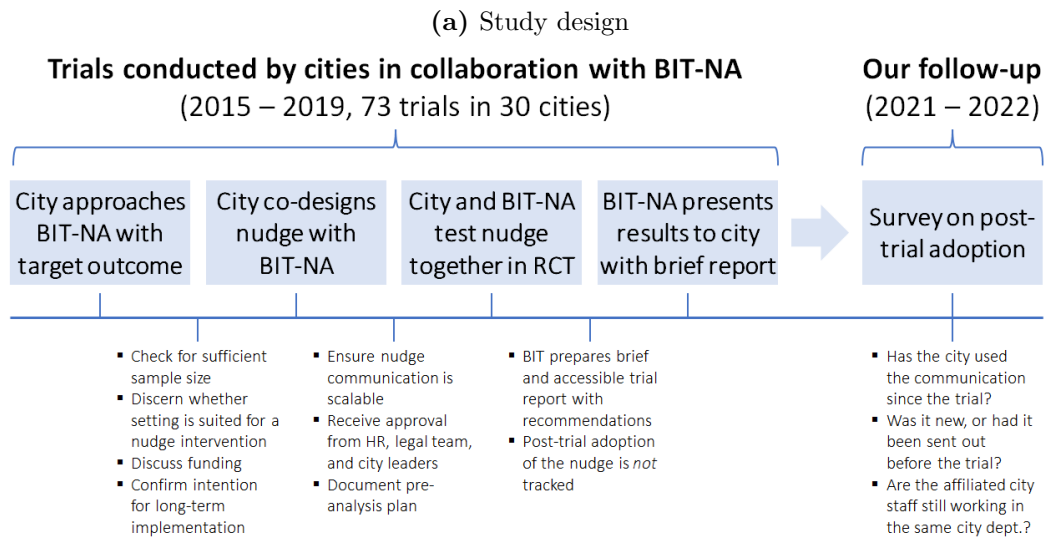 (a) Study design
Trials conducted by cities in collaboration with BIT-NA
(2015 – 2019, 73 trials in 30 cities)
Our follow-up
(2021 – 2022)
City approaches
BIT-NA with
target outcome
City co-designs
nudge with
BIT-NA
City and BIT-NA
test nudge
together in RCT
BIT-NA presents
results to city
with brief report
Survey on post-
trial adoption
▪ Check for sufficient
sample size
▪ Discern whether
setting is suited for a
nudge intervention
▪ Discuss funding
▪ Confirm intention
for long-term
implementation
▪ Ensure nudge
communication is
scalable
▪ Receive approval
from HR, legal team,
and city leaders
▪ Document pre-
analysis plan
▪ BIT prepares brief
and accessible trial
report with
recommendations
▪ Post-trial adoption
of the nudge is not
tracked
▪ Has the city used
the communication
since the trial?
▪ Was it new, or had it
been sent out
before the trial?
▪ Are the affiliated city
staff still working in
the same city dept.?